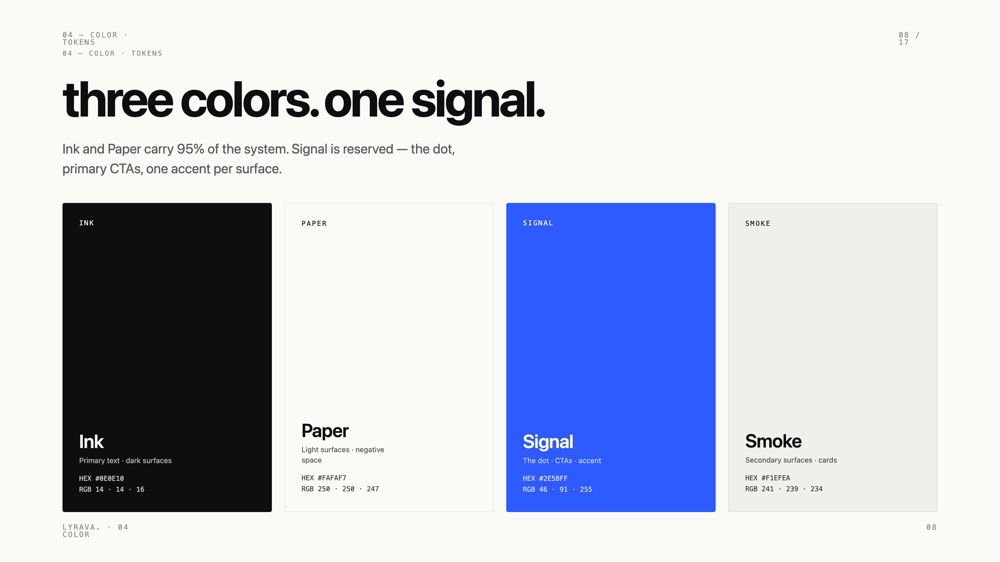 04 — COLOR ·
TOKENS
08 /
17
04 — COLOR · TOKENS
three colors. one signal.
Ink and Paper carry 95% of the system. Signal is reserved — the dot,
primary CTAs, one accent per surface.
INK
Ink
Primary text · dark surfaces
HEX #0E0E10
RGB 14 · 14 · 16
PAPER
Paper
Light surfaces · negative
space
HEX #FAFAF7
RGB 250 · 250 · 247
SIGNAL
Signal
The dot · CTAs · accent
HEX #2E5BFF
RGB 46 · 91 · 255
SMOKE
Smoke
Secondary surfaces · cards
HEX #F1EFEA
RGB 241 · 239 · 234
LYRAVA. · 04
COLOR
08